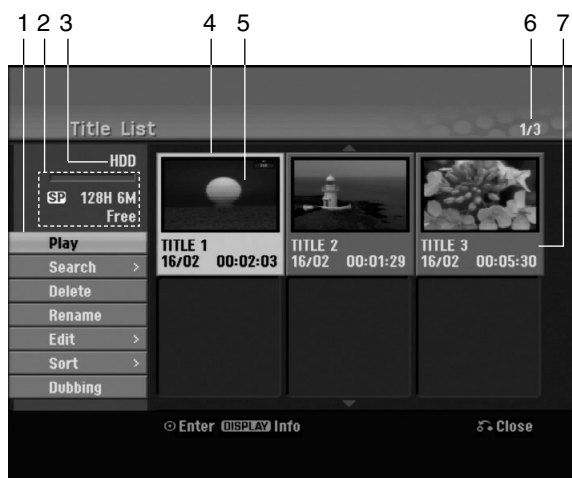 1 2 3 4 5 6 7
Title List
1/3
HDD
SP 128H 6M
Free
Play
Search >
Delete
Rename
Edit >
Sort >
Dubbing
TITLE 1
16/02 00:02:03
TITLE 2
16/02 00:01:29
TITLE 3
16/02 00:05:30
Enter DISPLAY Info
Close